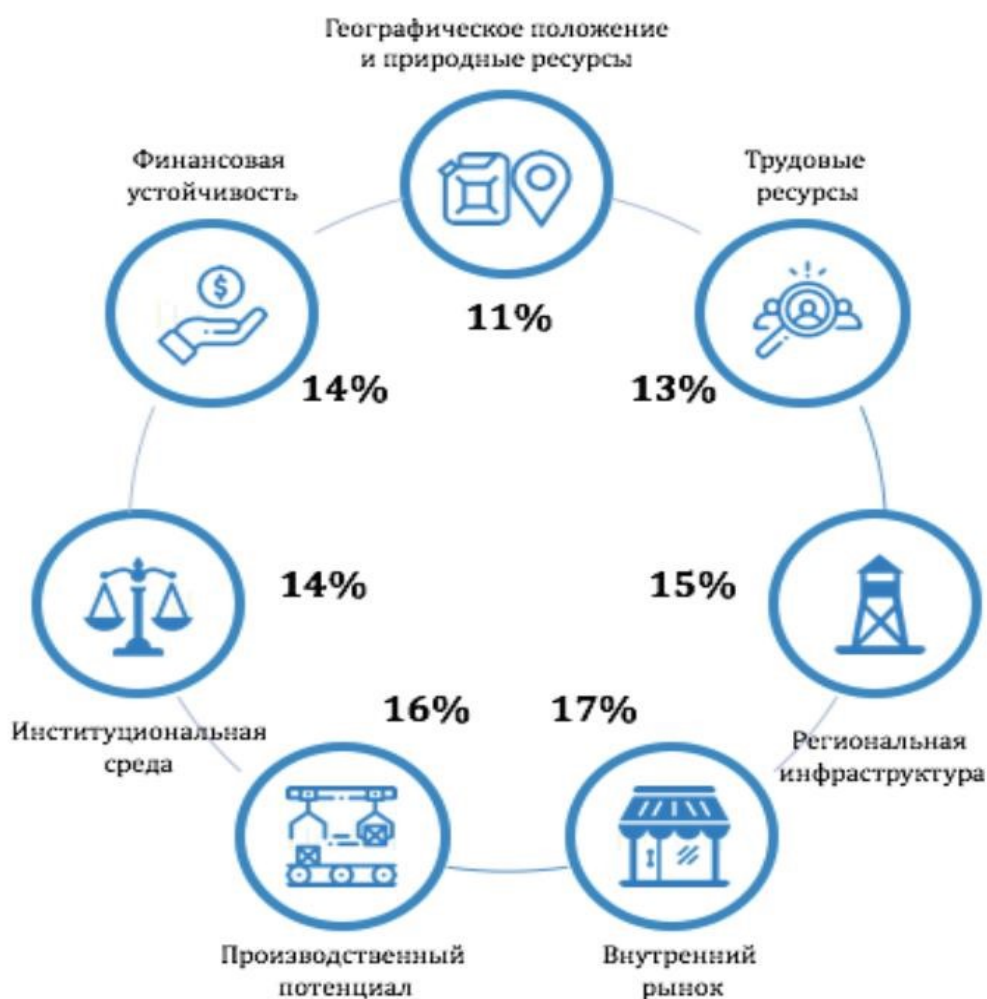 Географическое положение
и природные ресурсы
Финансовая
устойчивость
Трудовые
ресурсы
$
11%
14%
13%
14%
15%
16%
17%
Институциональная
среда
Региональная
инфраструктура
Производственный
потенциал
Внутренний
рынок